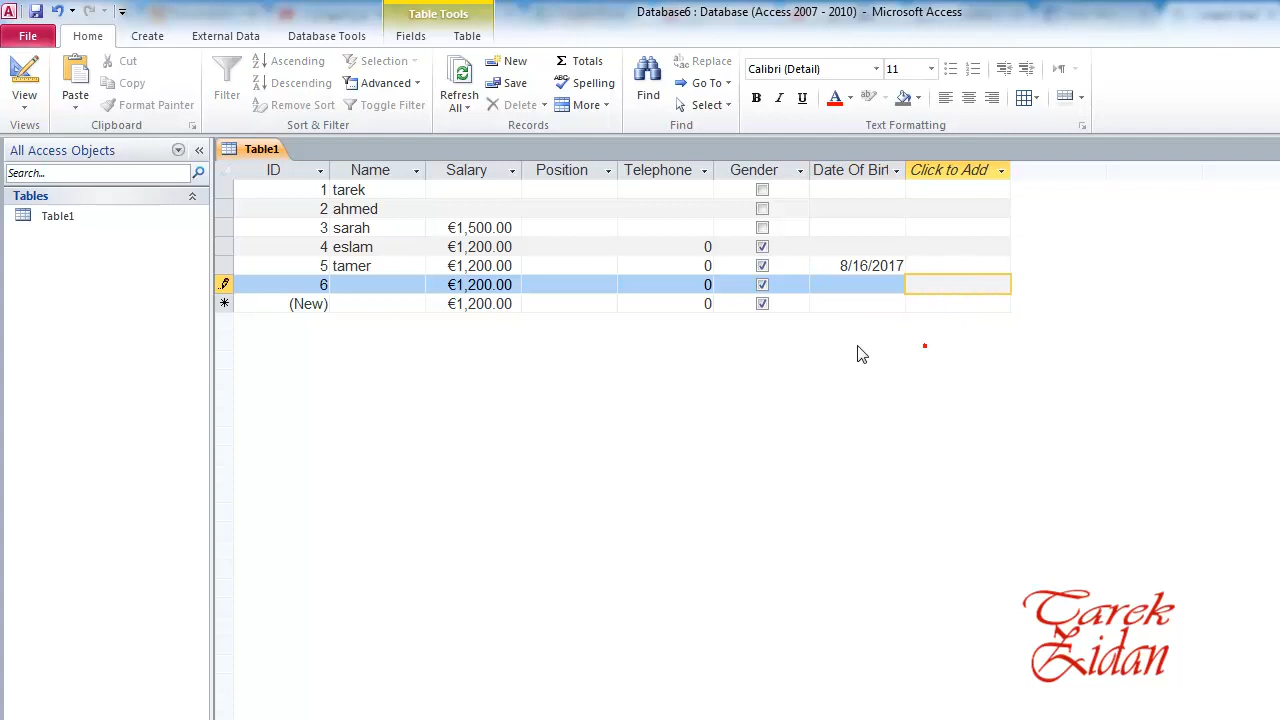 Table Tools
Database6 : Database (Access 2007 - 2010) - Microsoft Access
File Home Create External Data Database Tools Fields Table
View
Views
Paste
Cut
Copy
Format Painter
Clipboard
Filter
Ascending
Descending
Remove Sort
Selection
Advanced
Toggle Filter
Sort & Filter
Refresh
All
New
Save
Delete
Totals
Spelling
More
Records
Find
Replace
Go To
Select
Find
Calibri (Detail) 11
B I U A
Text Formatting
All Access Objects
Search...
Tables
Table1
Table1
ID Name Salary Position Telephone Gender Date Of Birt Click to Add
1 tarek
2 ahmed
3 sarah €1,500.00
4 eslam €1,200.00 0
5 tamer €1,200.00 0 8/16/2017
6 €1,200.00 0
(New) €1,200.00 0
Tarek
Zidan